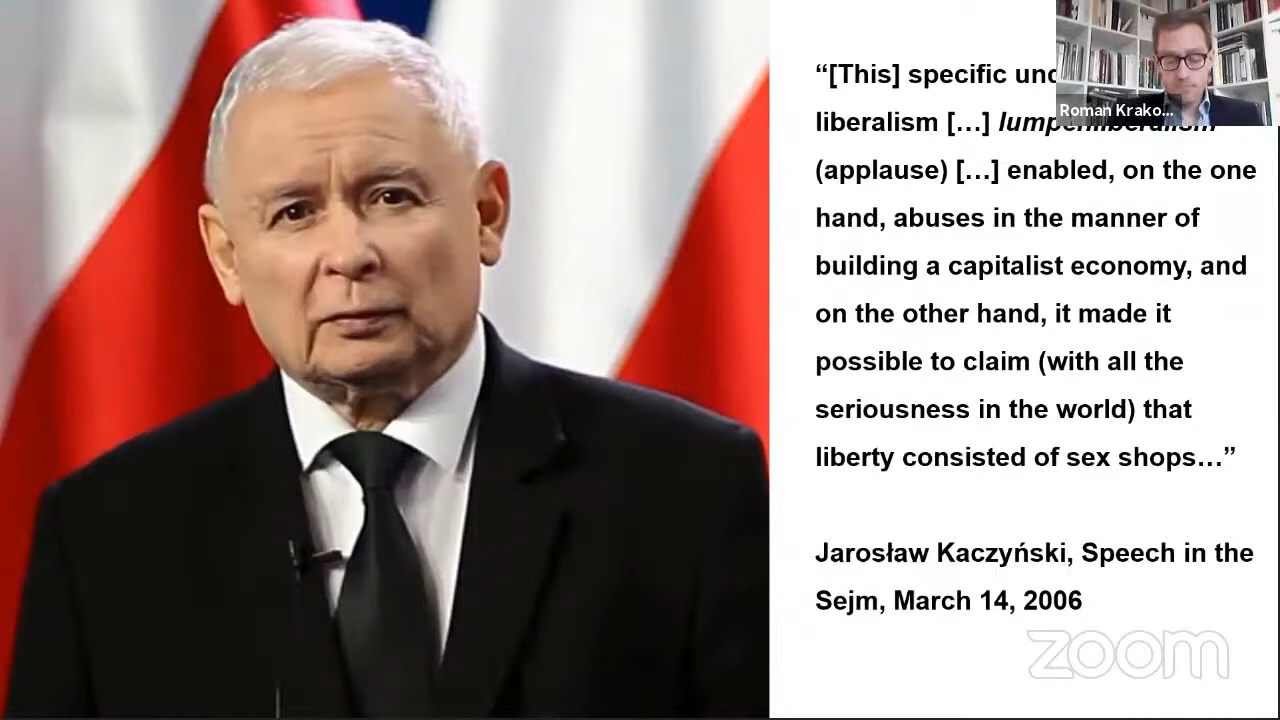 “[This] specific
liberalism […] lumpenliberalism
(applause) […] enabled, on the one
hand, abuses in the manner of
building a capitalist economy, and
on the other hand, it made it
possible to claim (with all the
seriousness in the world) that
liberty consisted of sex shops…”
Jarosław Kaczyński, Speech in the
Sejm, March 14, 2006
Roman Krako...
zoom